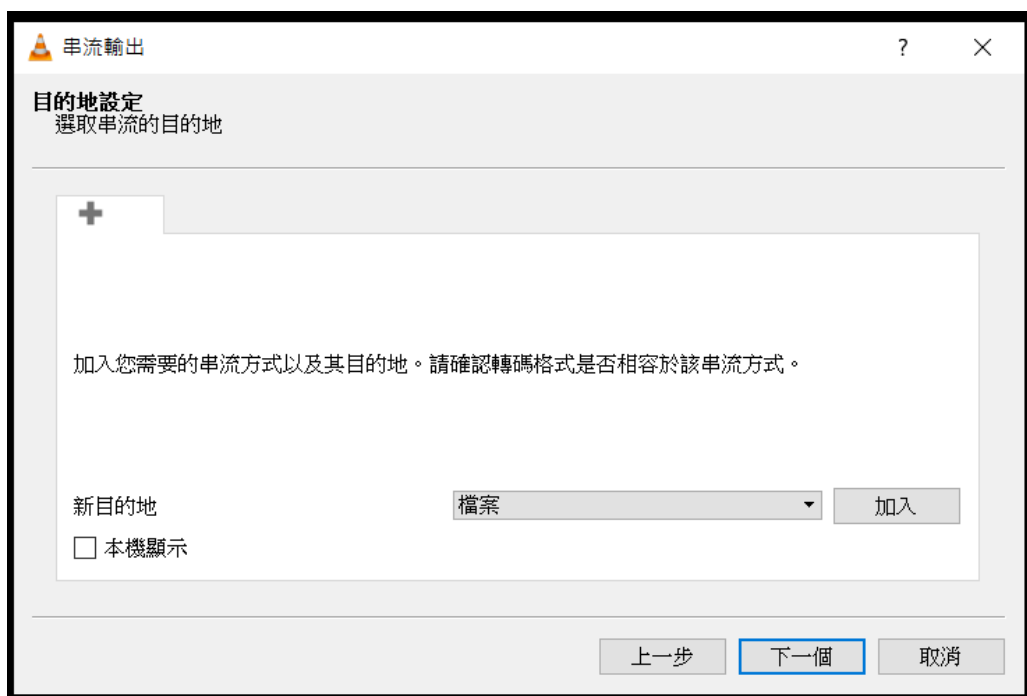 串流輸出
目的地設定
選取串流的目的地
加入您需要的串流方式以及其目的地。請確認轉碼格式是否相容於該串流方式。
新目的地 檔案 加入
本機顯示
上一步 下一個 取消